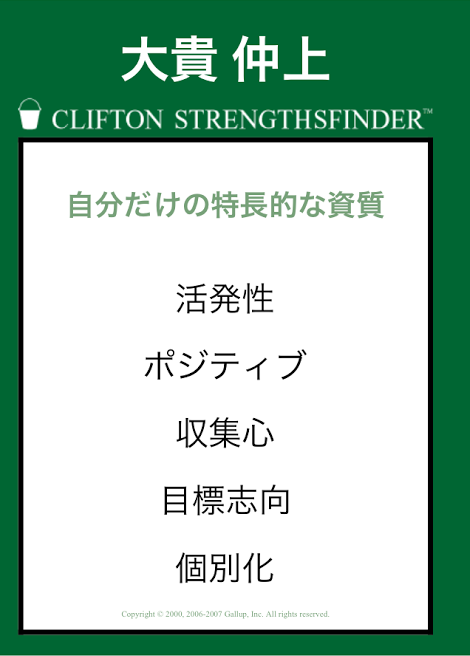 大貴 仲上
CLIFTON STRENGTHSFINDER™
自分だけの特長的な資質
活発性
ポジティブ
収集心
目標志向
個別化
Copyright © 2000, 2006-2007 Gallup, Inc. All rights reserved.